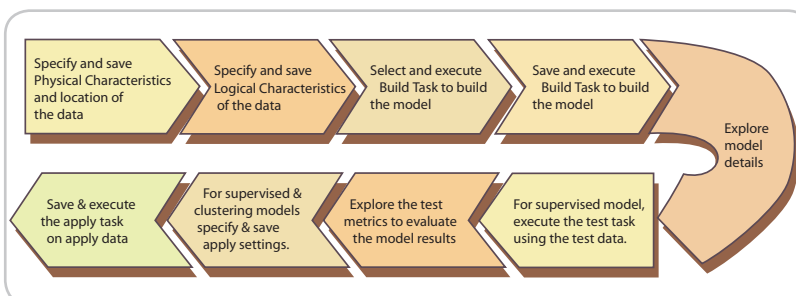 Specify and save
Physical Characteristics
and location of
the data
Specify and save
Logical Characteristics
of the data
Select and execute
Build Task to build
the model
Save and execute
Build Task to build
the model
Explore
model
details
For supervised model,
execute the test task
using the test data.
Explore the test
metrics to evaluate
the model results
For supervised &
clustering models
specify & save
apply settings.
Save & execute
the apply task
on apply data